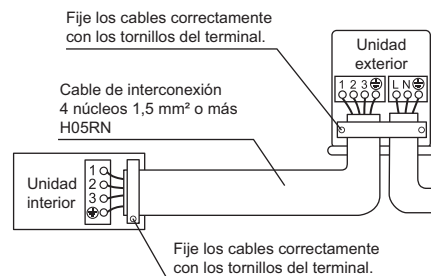 Fije los cables correctamente
con los tornillos del terminal.
Unidad
exterior
1 2 3
L N
Cable de interconexión
4 núcleos 1,5 mm² o más
H05RN
Unidad
interior
1
2
3
Fije los cables correctamente
con los tornillos del terminal.